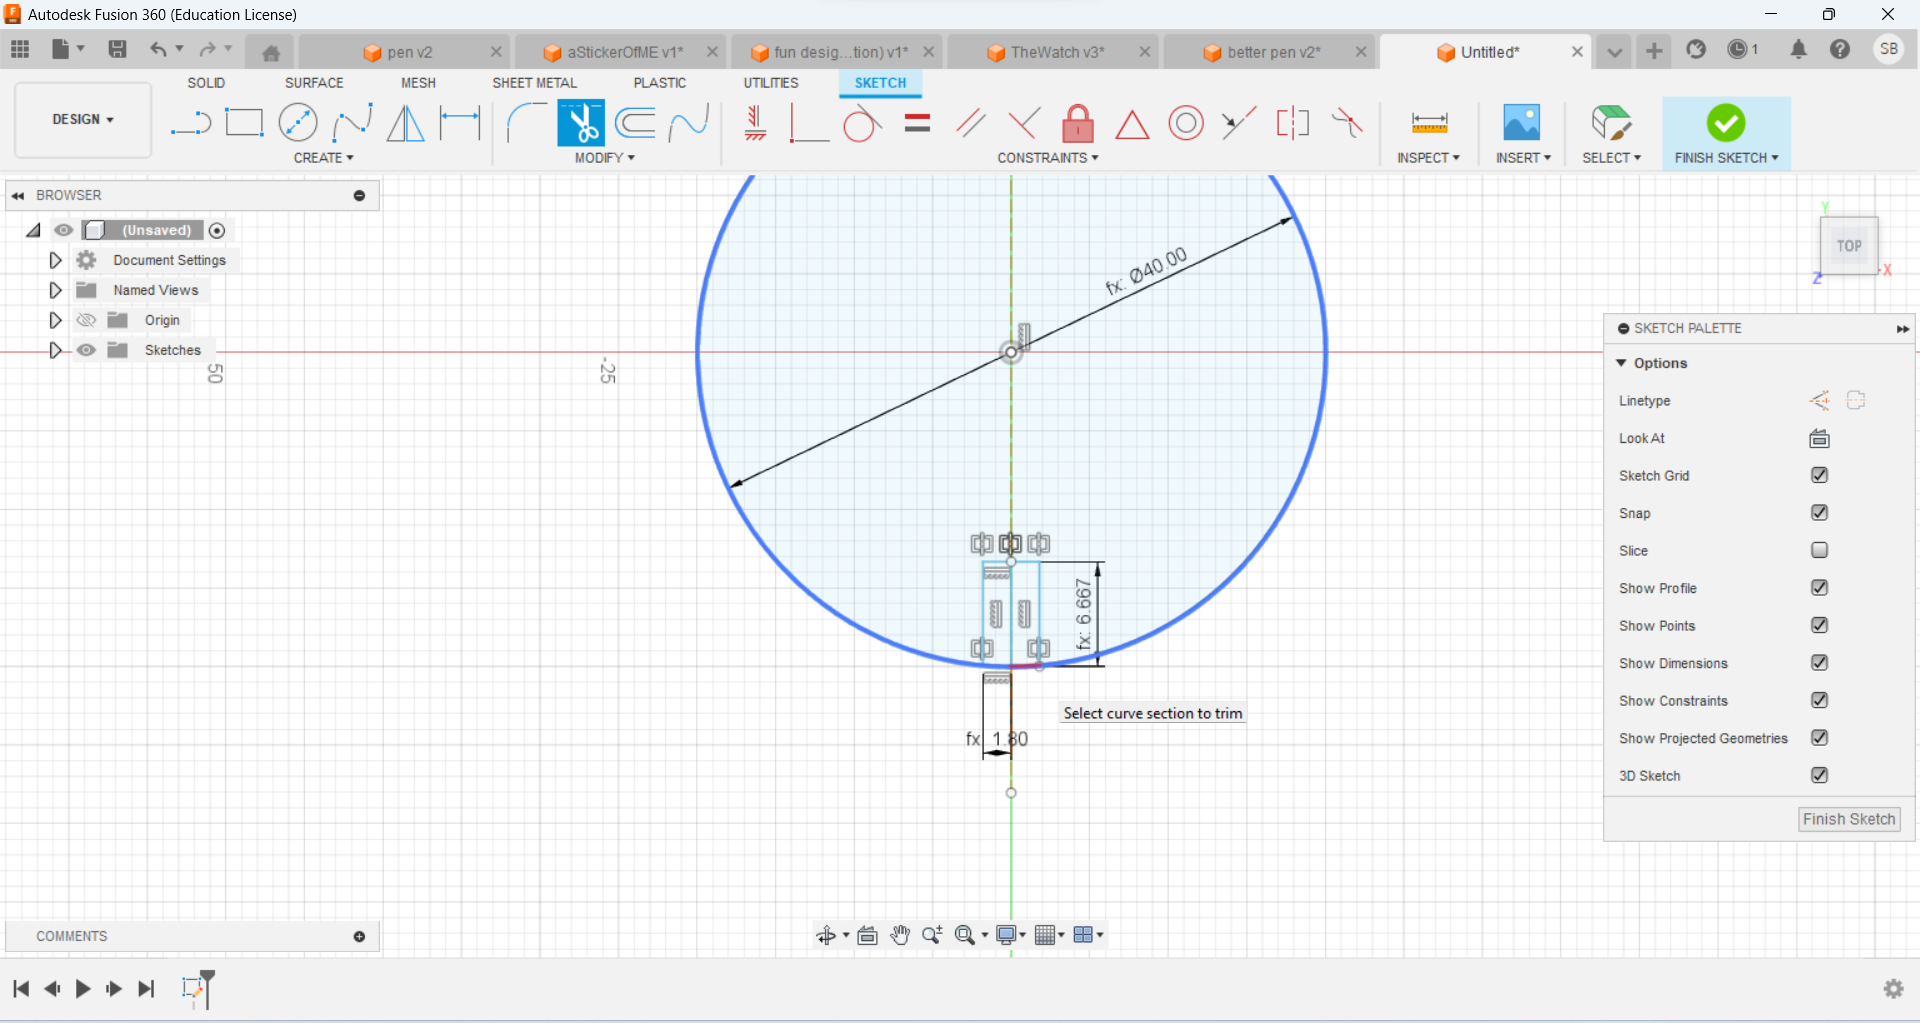 Autodesk Fusion 360 (Education License)
pen v2
aStickerOfME v1*
fun desig...tion) v1*
TheWatch v3*
better pen v2*
Untitled*
1
SB
SOLID
SURFACE
MESH
SHEET METAL
PLASTIC
UTILITIES
SKETCH
DESIGN
CREATE
MODIFY
CONSTRAINTS
INSPECT
INSERT
SELECT
FINISH SKETCH
BROWSER
(Unsaved)
Document Settings
Named Views
Origin
Sketches
50
-25
fx: Ø40.00
fx: 6.667
fx 1.80
Select curve section to trim
Y
TOP
Z
X
SKETCH PALETTE
Options
Linetype
Look At
Sketch Grid
Snap
Slice
Show Profile
Show Points
Show Dimensions
Show Constraints
Show Projected Geometries
3D Sketch
Finish Sketch
COMMENTS